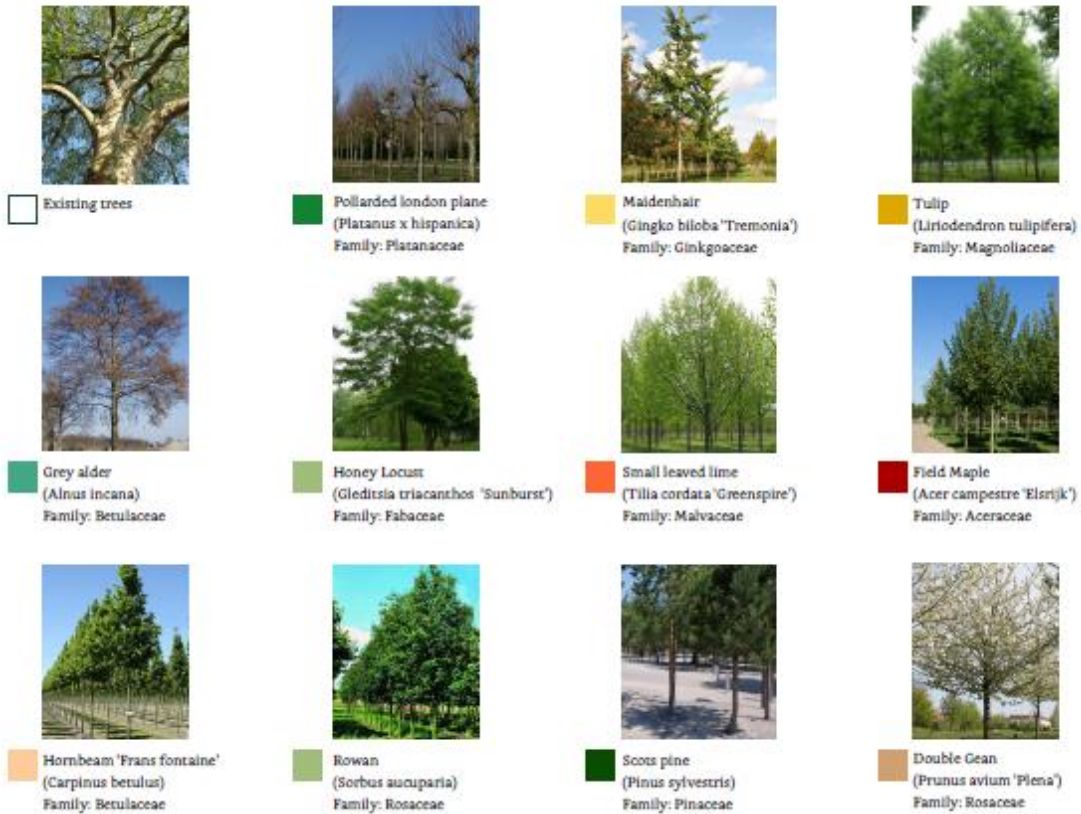 Existing trees
Pollarded london plane
(Platanus x hispanica)
Family: Platanaceae
Maidenhair
(Gingko biloba 'Tremonia')
Family: Ginkgoaceae
Tulip
(Liriodendron tulipifera)
Family: Magnoliaceae
Grey alder
(Alnus incana)
Family: Betulaceae
Honey Locust
(Gleditsia triacanthos 'Sunburst')
Family: Fabaceae
Small leaved lime
(Tilia cordata 'Greenspire')
Family: Malvaceae
Field Maple
(Acer campestre 'Elsrijk')
Family: Aceraceae
Hornbeam 'Frans fontaine'
(Carpinus betulus)
Family: Betulaceae
Rowan
(Sorbus aucuparia)
Family: Rosaceae
Scots pine
(Pinus sylvestris)
Family: Pinaceae
Double Gean
(Prunus avium 'Plena')
Family: Rosaceae